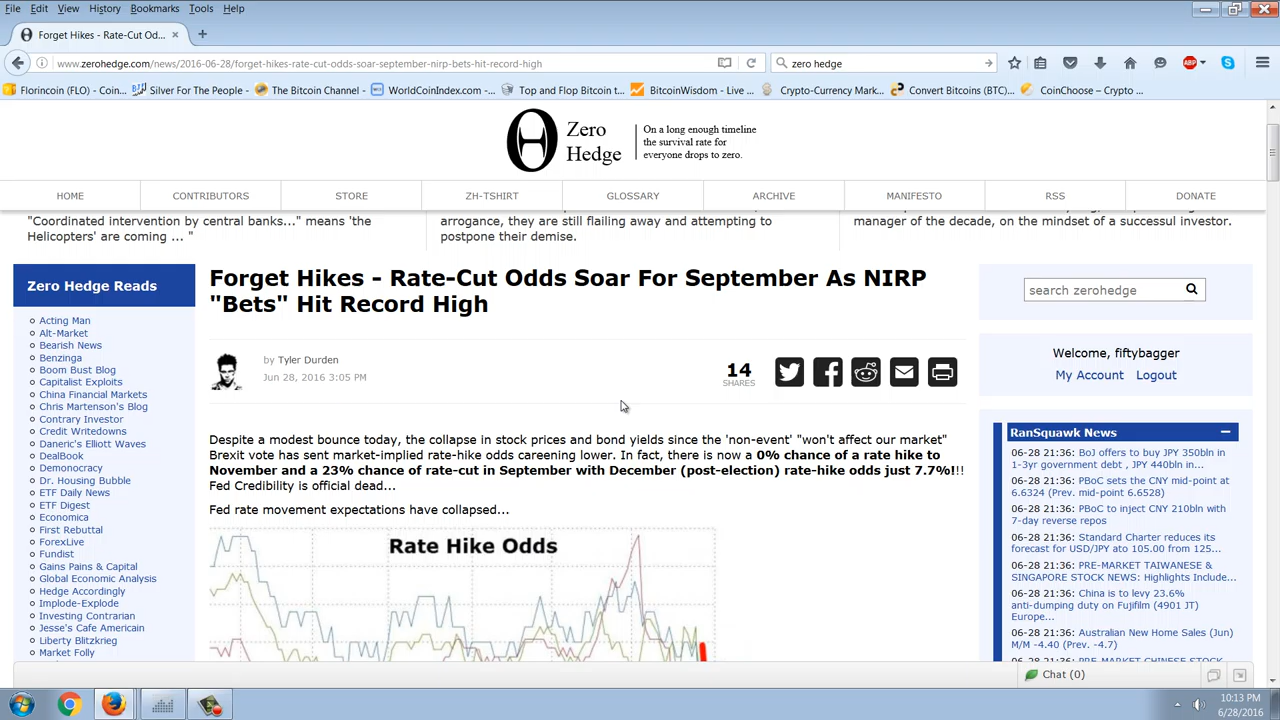 File Edit View History Bookmarks Tools Help
Forget Hikes - Rate-Cut Od...
www.zerohedge.com/news/2016-06-28/forget-hikes-rate-cut-odds-soar-september-nirp-bets-hit-record-high
zero hedge
ABP
Florincoin (FLO) - Coin...
Silver For The People -
The Bitcoin Channel -
WorldCoinIndex.com -...
Top and Flop Bitcoin t...
BitcoinWisdom - Live ...
Crypto-Currency Mark...
Convert Bitcoins (BTC)...
CoinChoose – Crypto ...
Zero
Hedge
On a long enough timeline
the survival rate for
everyone drops to zero.
HOME CONTRIBUTORS STORE ZH-TSHIRT GLOSSARY ARCHIVE MANIFESTO RSS DONATE
"Coordinated intervention by central banks..." means 'the
Helicopters' are coming ... "
arrogance, they are still flailing away and attempting to
postpone their demise.
manager of the decade, on the mindset of a successul investor.
Zero Hedge Reads
Acting Man
Alt-Market
Bearish News
Benzinga
Boom Bust Blog
Capitalist Exploits
China Financial Markets
Chris Martenson's Blog
Contrary Investor
Credit Writedowns
Daneric's Elliott Waves
DealBook
Demonocracy
Dr. Housing Bubble
ETF Daily News
ETF Digest
Economica
First Rebuttal
ForexLive
Fundist
Gains Pains & Capital
Global Economic Analysis
Hedge Accordingly
Implode-Explode
Investing Contrarian
Jesse's Cafe Americain
Liberty Blitzkrieg
Market Folly
Forget Hikes - Rate-Cut Odds Soar For September As NIRP
"Bets" Hit Record High
by Tyler Durden
Jun 28, 2016 3:05 PM
14
SHARES
Despite a modest bounce today, the collapse in stock prices and bond yields since the 'non-event' "won't affect our market"
Brexit vote has sent market-implied rate-hike odds careening lower. In fact, there is now a 0% chance of a rate hike to
November and a 23% chance of rate-cut in September with December (post-election) rate-hike odds just 7.7%!!!
Fed Credibility is official dead...
Fed rate movement expectations have collapsed...
Rate Hike Odds
search zerohedge
Welcome, fiftybagger
My Account Logout
RanSquawk News
06-28 21:36: BoJ offers to buy JPY 350bln in
1-3yr government debt , JPY 440bln in...
06-28 21:36: PBoC sets the CNY mid-point at
6.6324 (Prev. mid-point 6.6528)
06-28 21:36: PBoC to inject CNY 210bln with
7-day reverse repos
06-28 21:36: Standard Charter reduces its
forecast for USD/JPY ato 105.00 from 125...
06-28 21:36: PRE-MARKET TAIWANESE &
SINGAPORE STOCK NEWS: Highlights Include...
06-28 21:36: China is to levy 23.6%
anti-dumping duty on Fujifilm (4901 JT)
Europe...
06-28 21:36: Australian New Home Sales (Jun)
M/M -4.40 (Prev. -4.7)
06-28 21:36: PRE-MARKET CHINESE STOCK
Chat (0)
10:13 PM
6/28/2016